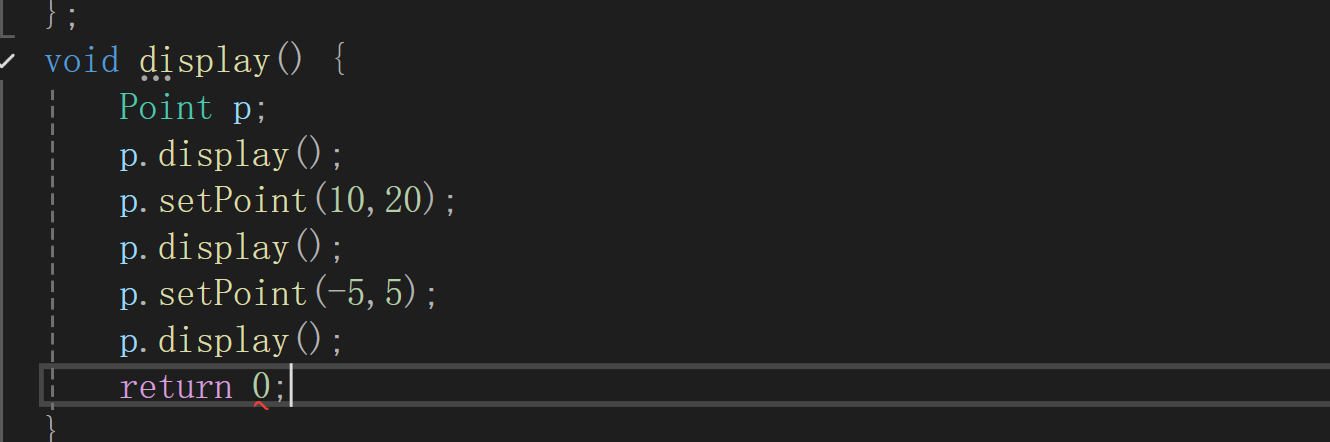 };
void display() {
Point p;
p.display();
p.setPoint(10,20);
p.display();
p.setPoint(-5,5);
p.display();
return 0;
}